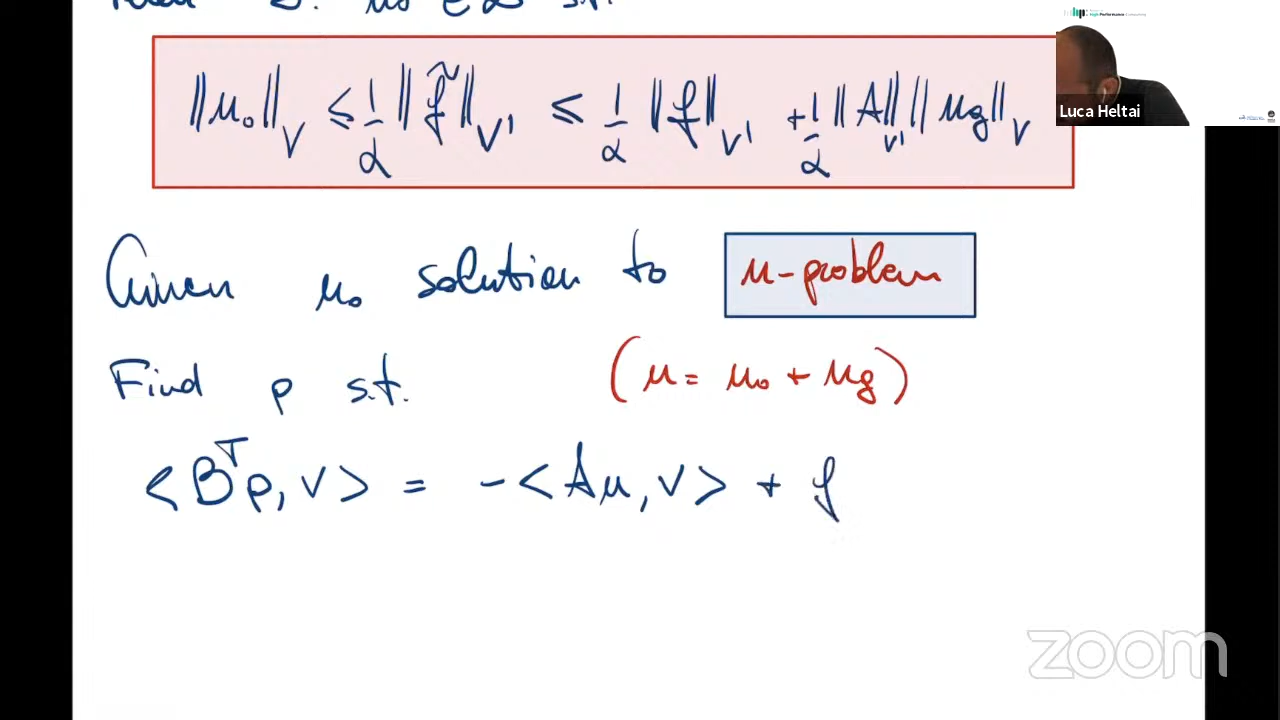 ‖u₀‖_V ≤ 1/α ‖f̃‖_V' ≤ 1/α ‖f‖_V' + 1/α ‖A‖_V' ‖u_g‖_V
Luca Heltai
Given u₀ solution to u-problem
Find p s.t. (u = u₀ + u_g)
<Bᵀp, v> = - <Au, v> + f
zoom